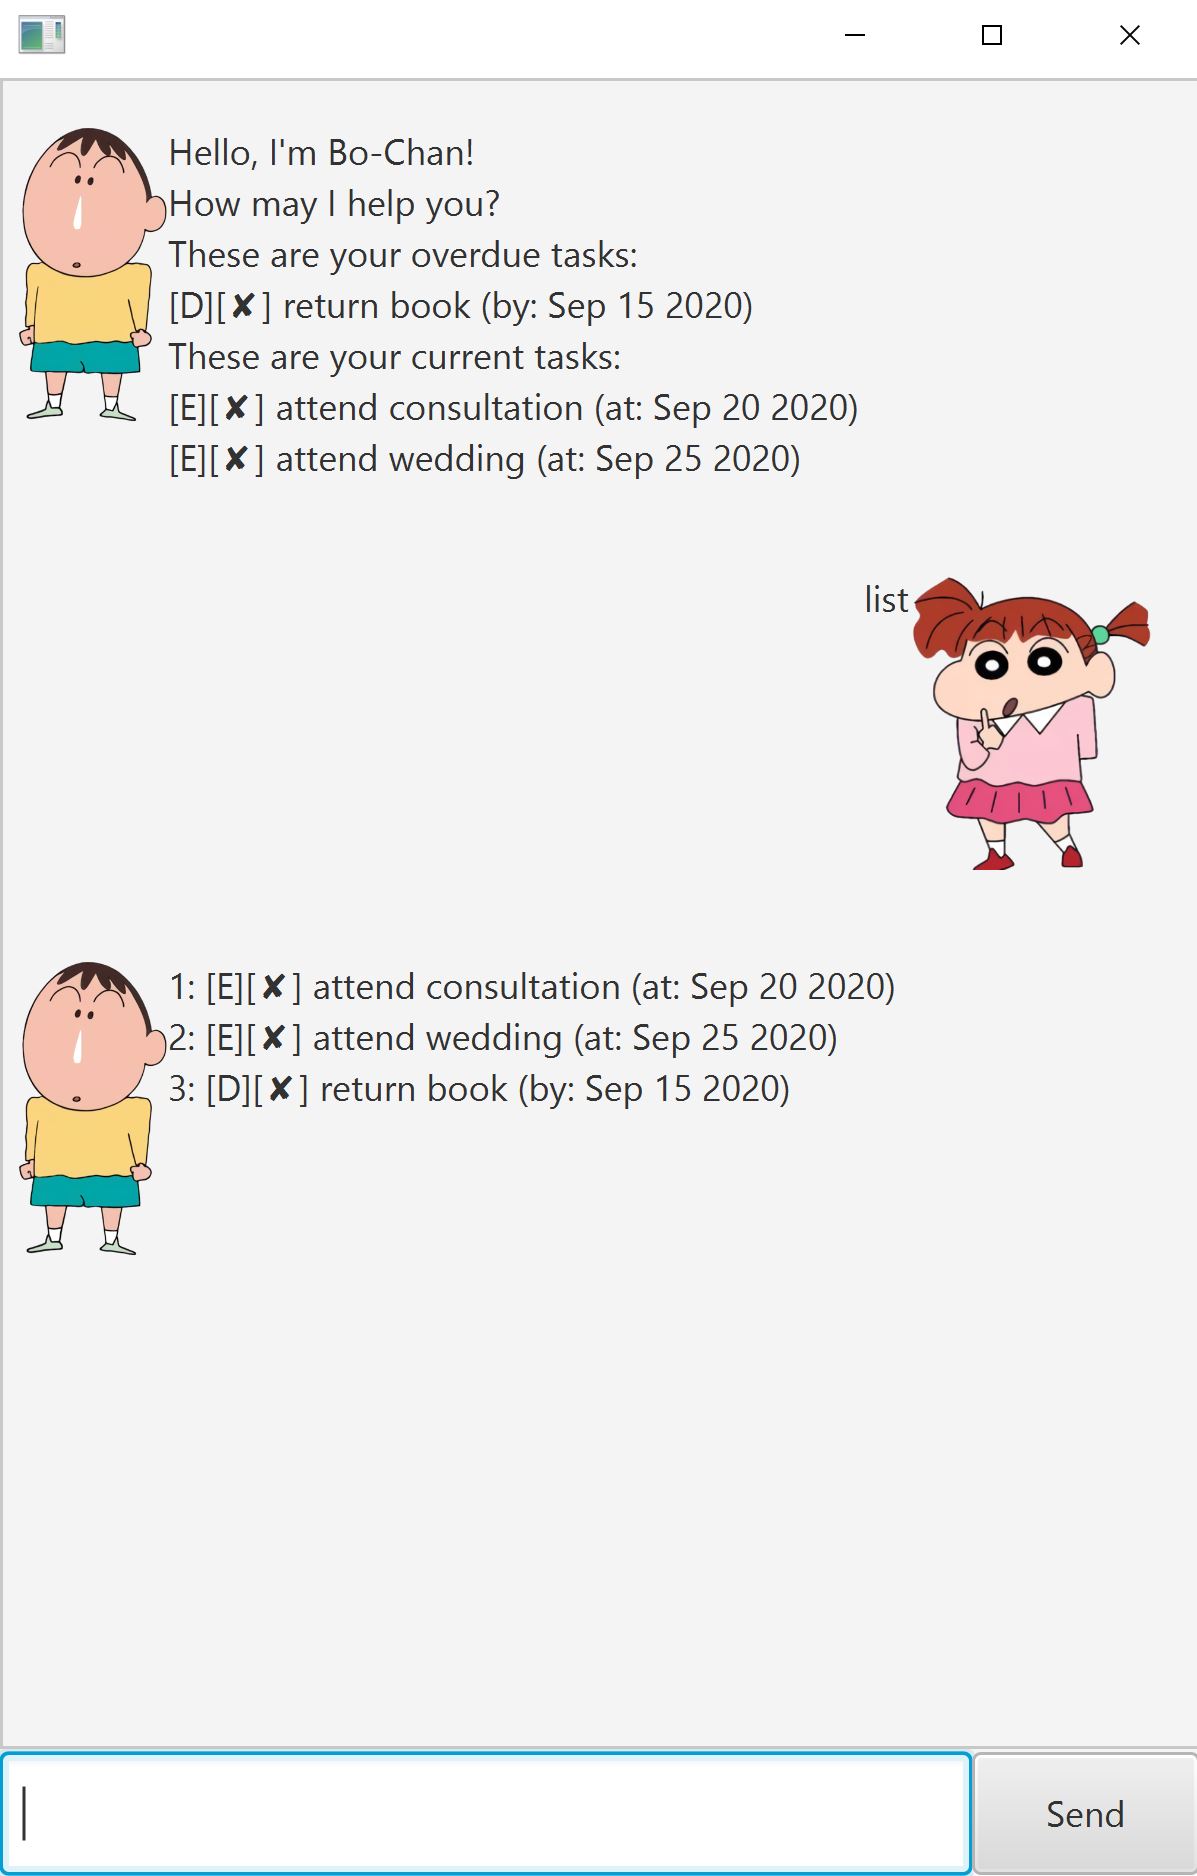 Hello, I'm Bo-Chan!
How may I help you?
These are your overdue tasks:
[D][✘] return book (by: Sep 15 2020)
These are your current tasks:
[E][✘] attend consultation (at: Sep 20 2020)
[E][✘] attend wedding (at: Sep 25 2020)
list
1: [E][✘] attend consultation (at: Sep 20 2020)
2: [E][✘] attend wedding (at: Sep 25 2020)
3: [D][✘] return book (by: Sep 15 2020)
Send